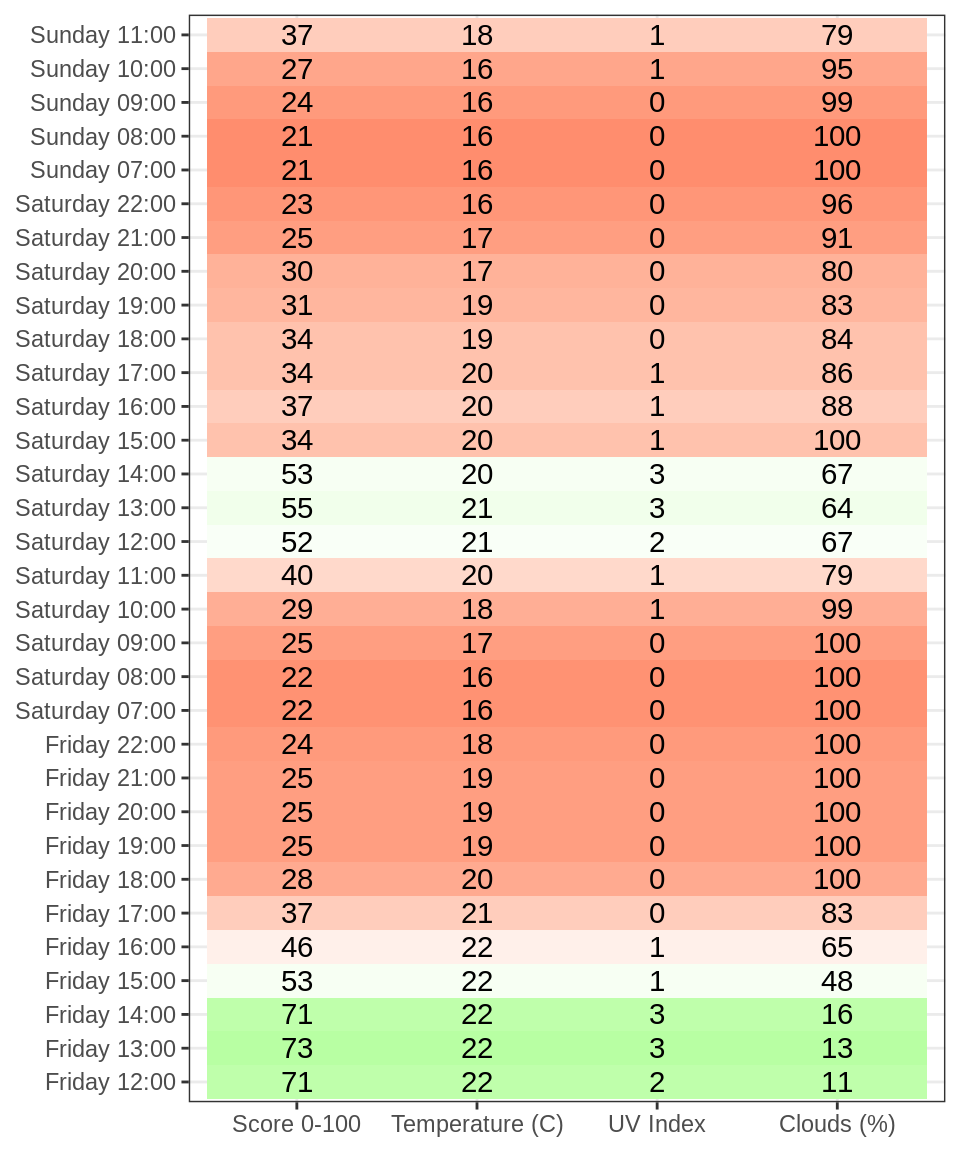 Sunday 11:00 37 18 1 79
Sunday 10:00 27 16 1 95
Sunday 09:00 24 16 0 99
Sunday 08:00 21 16 0 100
Sunday 07:00 21 16 0 100
Saturday 22:00 23 16 0 96
Saturday 21:00 25 17 0 91
Saturday 20:00 30 17 0 80
Saturday 19:00 31 19 0 83
Saturday 18:00 34 19 0 84
Saturday 17:00 34 20 1 86
Saturday 16:00 37 20 1 88
Saturday 15:00 34 20 1 100
Saturday 14:00 53 20 3 67
Saturday 13:00 55 21 3 64
Saturday 12:00 52 21 2 67
Saturday 11:00 40 20 1 79
Saturday 10:00 29 18 1 99
Saturday 09:00 25 17 0 100
Saturday 08:00 22 16 0 100
Saturday 07:00 22 16 0 100
Friday 22:00 24 18 0 100
Friday 21:00 25 19 0 100
Friday 20:00 25 19 0 100
Friday 19:00 25 19 0 100
Friday 18:00 28 20 0 100
Friday 17:00 37 21 0 83
Friday 16:00 46 22 1 65
Friday 15:00 53 22 1 48
Friday 14:00 71 22 3 16
Friday 13:00 73 22 3 13
Friday 12:00 71 22 2 11
Score 0-100 Temperature (C) UV Index Clouds (%)